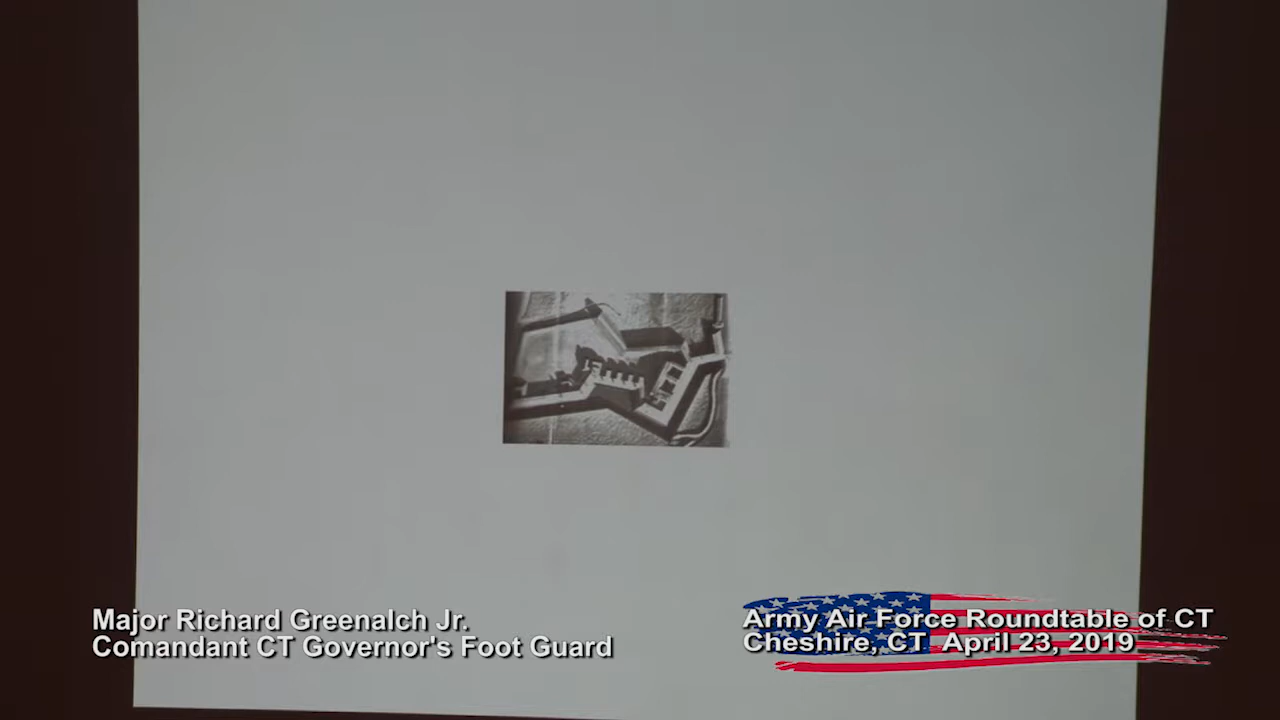 Major Richard Greenalch Jr.
Comandant CT Governor's Foot Guard
Army Air Force Roundtable of CT
Cheshire, CT April 23, 2019